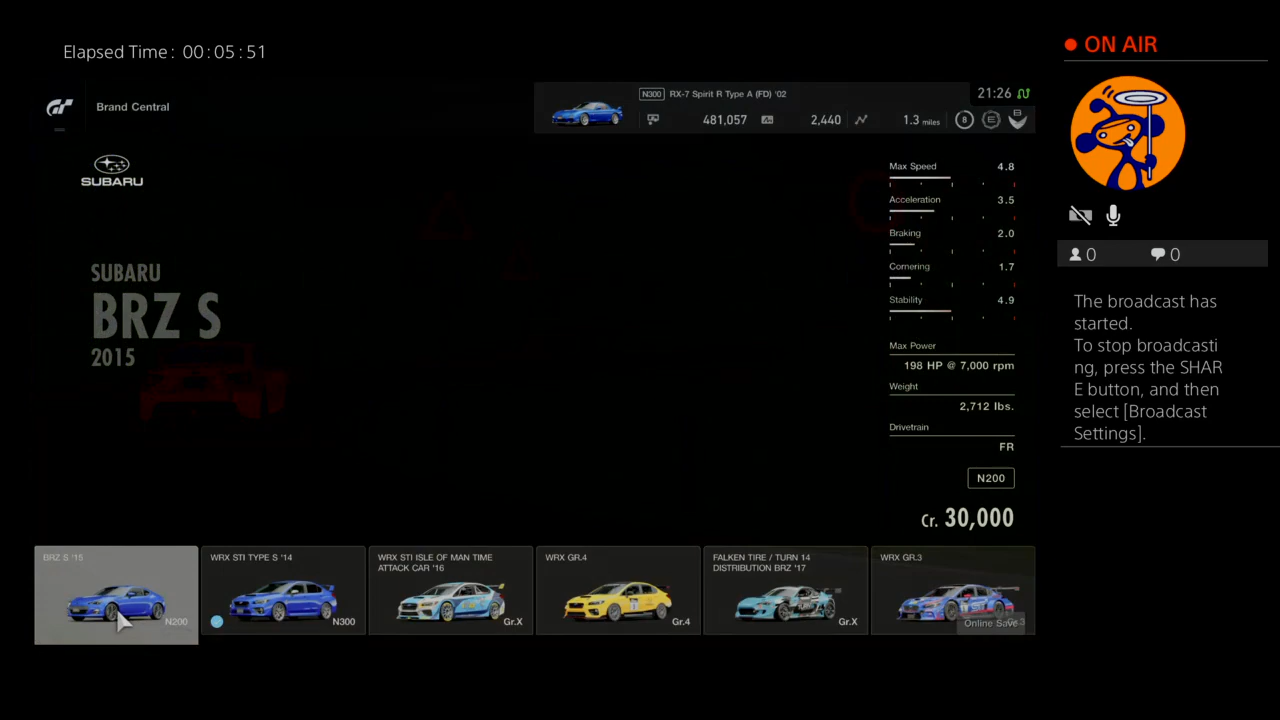 Elapsed Time: 00:05:51
ON AIR
Brand Central
N300 RX-7 Spirit R Type A (FD) '02
21:26
481,057 2,440 1.3 miles 8 E B
SUBARU
SUBARU
BRZ S
2015
Max Speed 4.8
Acceleration 3.5
Braking 2.0
Cornering 1.7
Stability 4.9
Max Power
198 HP @ 7,000 rpm
Weight
2,712 lbs.
Drivetrain
FR
N200
Cr. 30,000
0 0
The broadcast has
started.
To stop broadcasti
ng, press the SHAR
E button, and then
select [Broadcast
Settings].
BRZ S '15
N200
WRX STI TYPE S '14
N300
WRX STI ISLE OF MAN TIME
ATTACK CAR '16
Gr.X
WRX GR.4
Gr.4
FALKEN TIRE / TURN 14
DISTRIBUTION BRZ '17
Gr.X
WRX GR.3
Gr.3
Online Save